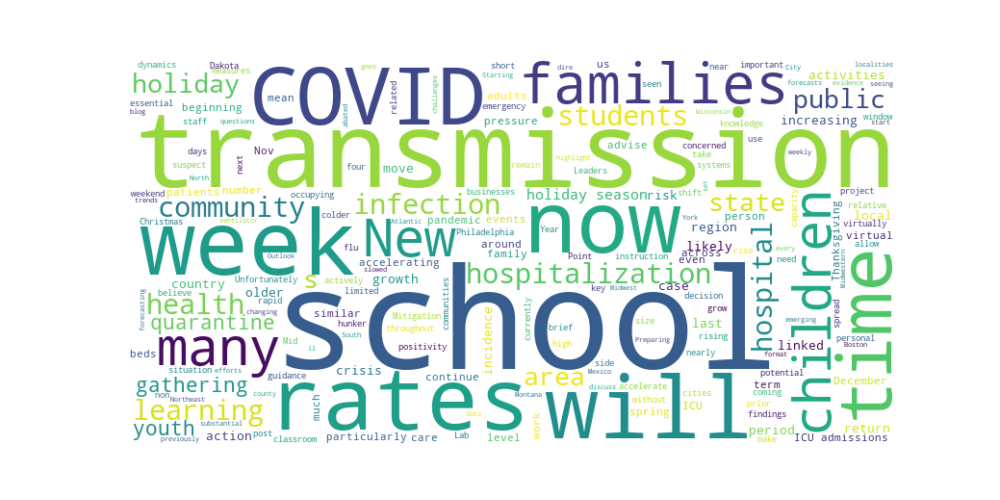 dynamics Dakota measures
holiday
COVID
short
Starting
goes
mean
related
challenges
abated
dire
us
seen
near
important
City
evidence
localities
forecasts
seeing
families
activities
public
essential
beginning
blog
staff
questions
adults
emergency
pressure
students
increasing
window
start
Wisconsin
knowledge
transmission
days
suspect
North
next
Nov
four
move
advise
remain
highlight
concerned
take
Leaders
use
systems
weekly
weekend
trends
patients
number
occupying
businesses
holiday season
risk
shift
set
state
capacity
project
relative
community
Christmas
colder
infection
Atlantic
pandemic
events
York
person
local
virtually
ventilator
flu
Year
Philadelphia
region
virtual
week
New
now
Outlook
around
family
Point
instruction
likely
across
even
rise
every
need
allow
Midwestern
Thanksgiving
children
time
Unfortunately
slowed
accelerating
s
actively
growth
hospitalization
hospital
country
believe
rapid
limited
communities
key
Midwest
case
decision
grow
emerging
spread
forecasting
health
older
changing
similar
hunker
Mitigation
throughout
school
incidence
currently
brief
high
size
last
rising
Preparing
nearly
linked
personal
Boston
quarantine
many
Mid
South
positivity
li
beds
situation
efforts
crisis
continue
area
side
Mexico
potential
format
non
guidance
Northeast
county
gathering
much
rates
will
Montana
discuss
accelerate
cities
without
spring
ICU
term
coming
prior
findings
December
learning
substantial
youth
previously
action
post
classroom
particularly
care
Lab
level
data
work
make
period
return
ICU admissions